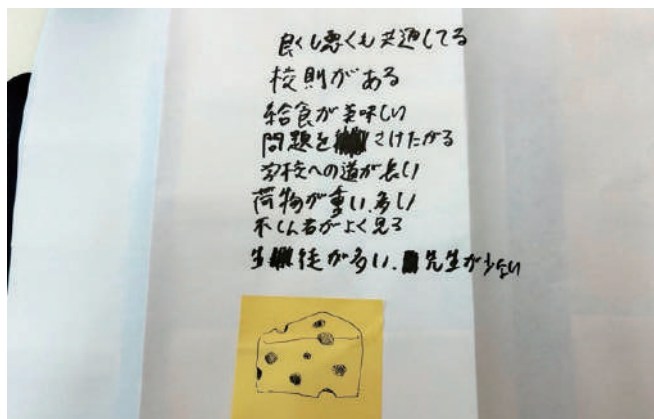 良くも悪くも共通してる
校則がある
給食が美味しい
問題をさけたがる
学校への道が長い
荷物が重い、多い
不しん者がよく見る
生徒が多い、先生が少ない